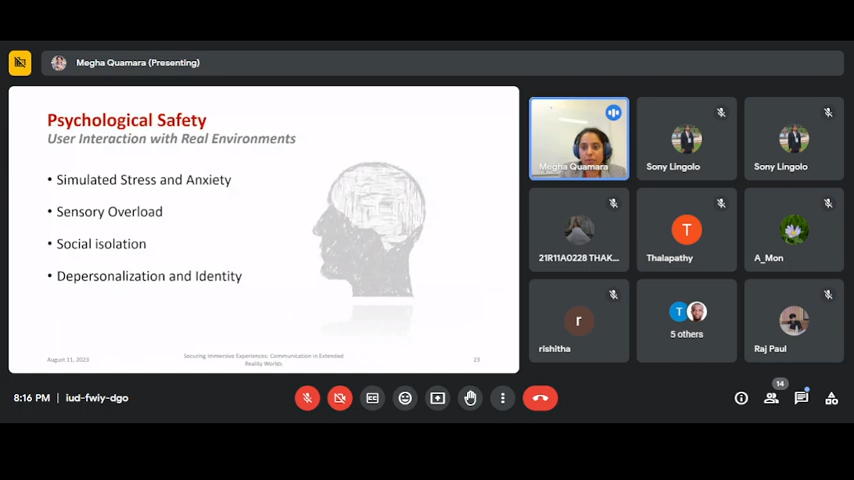 Megha Quamara (Presenting)
Psychological Safety
User Interaction with Real Environments
• Simulated Stress and Anxiety
• Sensory Overload
• Social isolation
• Depersonalization and Identity
August 11, 2023
Securing Immersive Experiences: Communication in Extended
Reality Worlds
23
Megha Quamara
Sony Lingolo
Sony Lingolo
21R11A0228 THAK...
T
Thalapathy
A_Mon
r
rishitha
T
5 others
Raj Paul
8:16 PM | iud-fwiy-dgo
CC
14